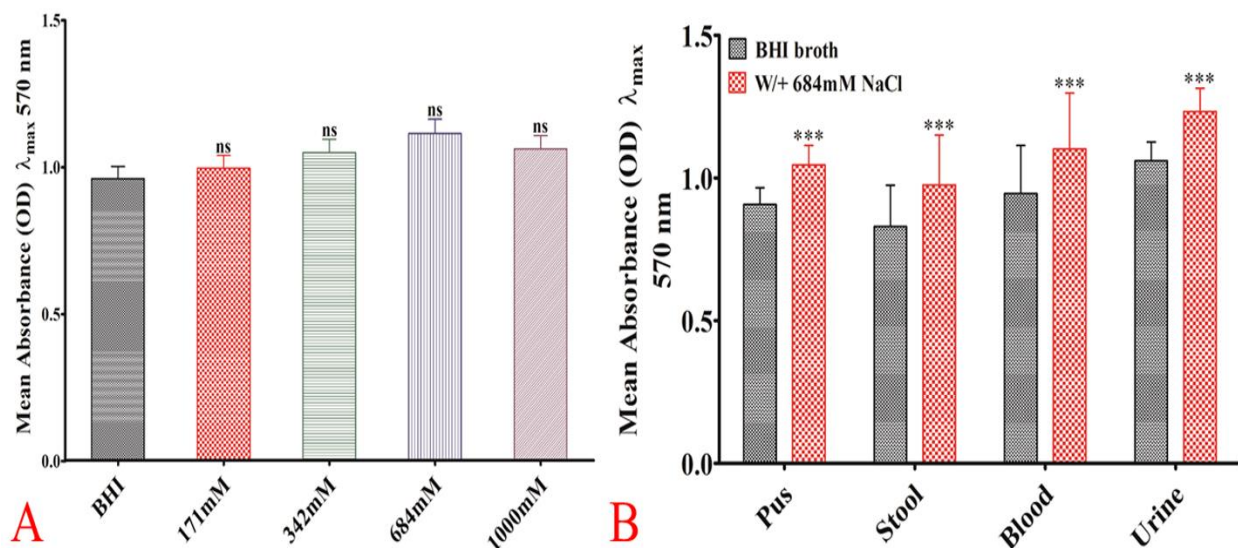 Mean Absorbance (OD) λmax 570 nm
1.5
1.0
0.5
0.0
ns
ns
ns
ns
BHI
171mM
342mM
684mM
1000mM
A
Mean Absorbance (OD) λmax
570 nm
1.5
1.0
0.5
0.0
BHI broth
W/+ 684mM NaCl
***
***
***
***
Pus
Stool
Blood
Urine
B